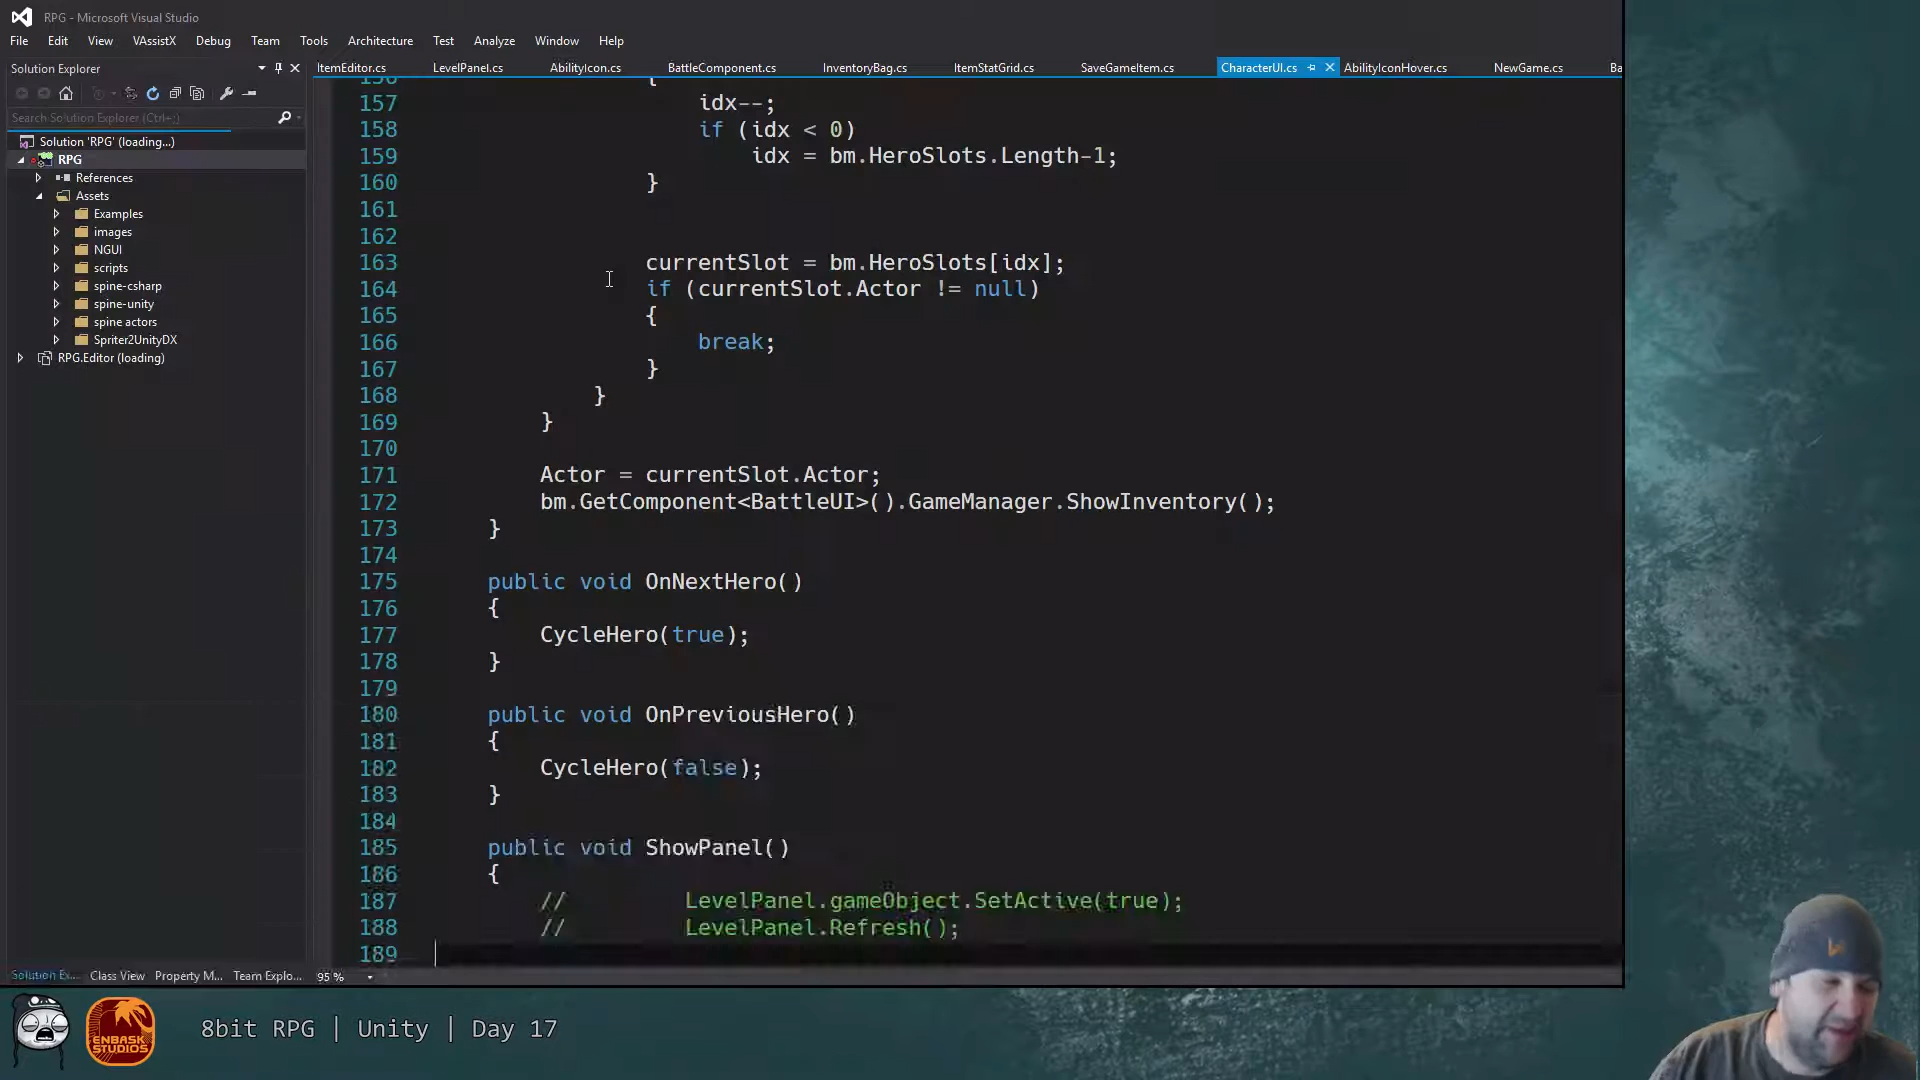 RPG - Microsoft Visual Studio
File Edit View VAssistX Debug Team Tools Architecture Test Analyze Window Help
Solution Explorer
ItemEditor.cs LevelPanel.cs AbilityIcon.cs BattleComponent.cs InventoryBag.cs ItemStatGrid.cs SaveGameItem.cs CharacterUI.cs AbilityIconHover.cs NewGame.cs Ba
Search Solution Explorer (Ctrl+;)
Solution 'RPG' (loading...)
RPG
References
Assets
Examples
images
NGUI
scripts
spine-csharp
spine-unity
spine actors
Spriter2UnityDX
RPG.Editor (loading)
156 {
157 idx--;
158 if (idx < 0)
159 idx = bm.HeroSlots.Length-1;
160 }
161
162
163 currentSlot = bm.HeroSlots[idx];
164 if (currentSlot.Actor != null)
165 {
166 break;
167 }
168 }
169 }
170
171 Actor = currentSlot.Actor;
172 bm.GetComponent<BattleUI>().GameManager.ShowInventory();
173 }
174
175 public void OnNextHero()
176 {
177 CycleHero(true);
178 }
179
180 public void OnPreviousHero()
181 {
182 CycleHero(false);
183 }
184
185 public void ShowPanel()
186 {
187 // LevelPanel.gameObject.SetActive(true);
188 // LevelPanel.Refresh();
189
Solution Ex... Class View Property M... Team Explo... 95 %
ENBASK STUDIOS
8bit RPG | Unity | Day 17